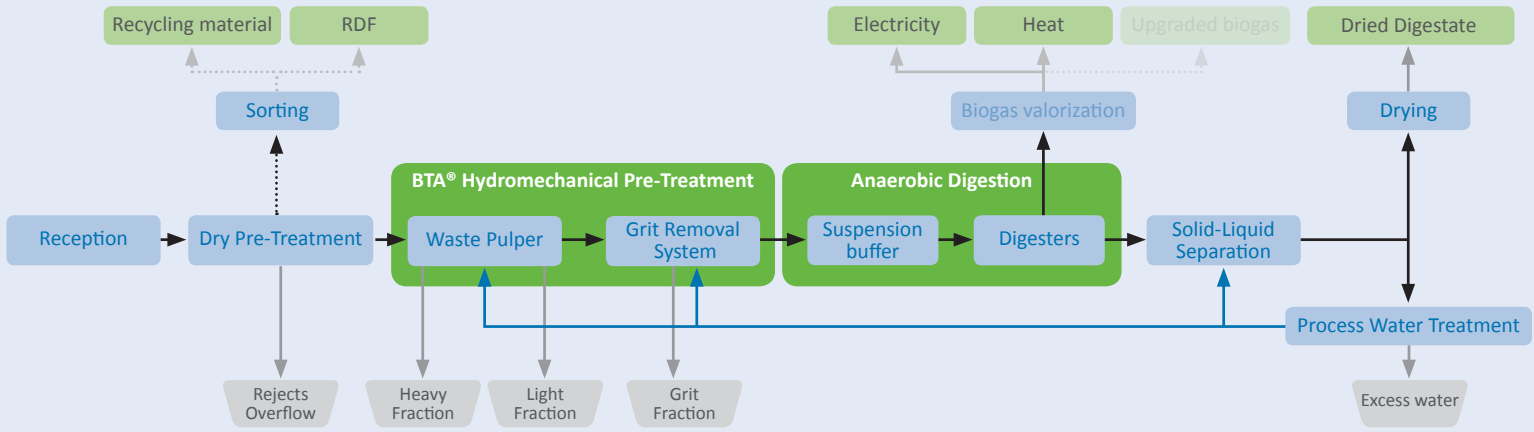 Recycling material
RDF
Electricity
Heat
Upgraded biogas
Dried Digestate
Sorting
Biogas valorization
Drying
BTA® Hydromechanical Pre-Treatment
Anaerobic Digestion
Reception
Dry Pre-Treatment
Waste Pulper
Grit Removal
System
Suspension
buffer
Digesters
Solid-Liquid
Separation
Process Water Treatment
Rejects
Overflow
Heavy
Fraction
Light
Fraction
Grit
Fraction
Excess water